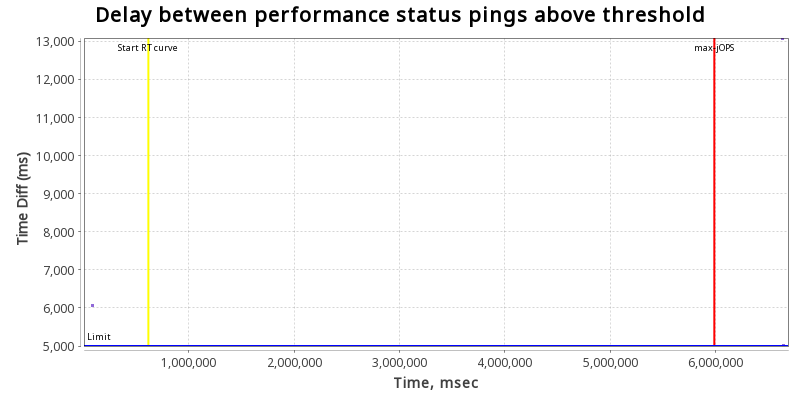 Delay between performance status pings above threshold
13,000
Start RT curve
max-jOPS
12,000
11,000
10,000
9,000
8,000
7,000
6,000
Limit
5,000
Time Diff (ms)
1,000,000 2,000,000 3,000,000 4,000,000 5,000,000 6,000,000
Time, msec